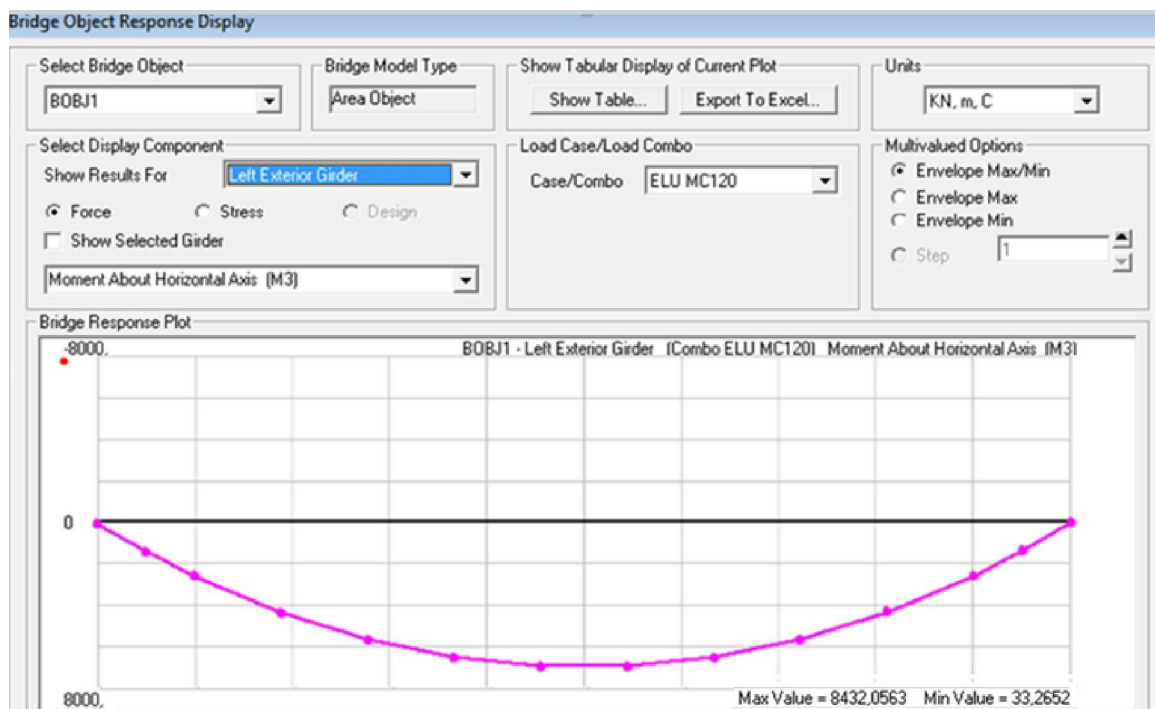 Bridge Object Response Display
Select Bridge Object
Bridge Model Type
Show Tabular Display of Current Plot
Units
BOBJ1
Area Object
Show Table...
Export To Excel...
KN, m, C
Select Display Component
Load Case/Load Combo
Multivalued Options
Show Results For
Left Exterior Girder
Case/Combo
ELU MC120
Envelope Max/Min
Force
Stress
Design
Envelope Max
Show Selected Girder
Envelope Min
Step
1
Moment About Horizontal Axis (M3)
Bridge Response Plot
-8000,
BOBJ1 - Left Exterior Girder (Combo ELU MC120) Moment About Horizontal Axis (M3)
0
8000,
Max Value = 8432,0563 Min Value = 33,2652